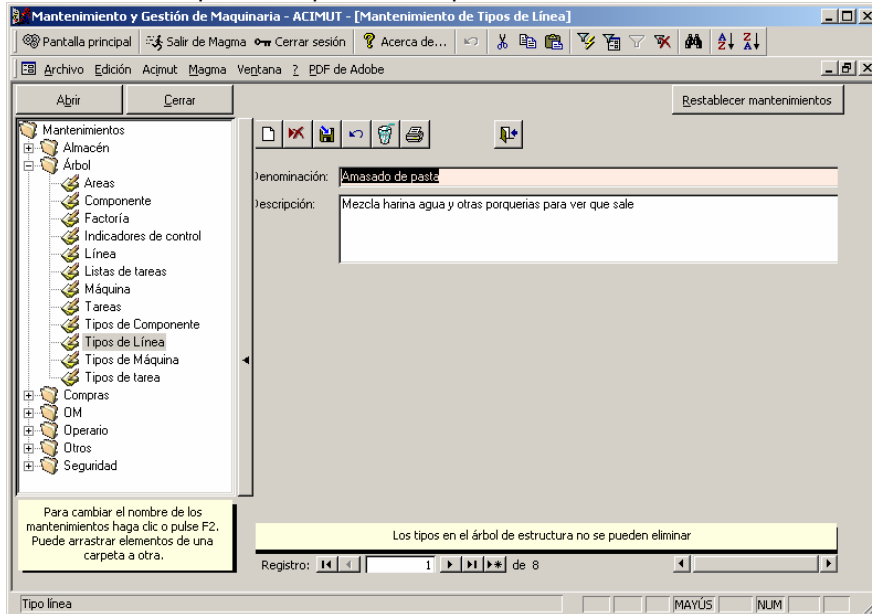 Mantenimiento y Gestión de Maquinaria - ACIMUT - [Mantenimiento de Tipos de Línea]
Pantalla principal Salir de Magma Cerrar sesión Acerca de...
Archivo Edición Acimut Magma Ventana ? PDF de Adobe
Abrir Cerrar Restablecer mantenimientos
Mantenimientos
Almacén
Árbol
Areas
Componente
Factoría
Indicadores de control
Línea
Listas de tareas
Máquina
Tareas
Tipos de Componente
Tipos de Línea
Tipos de Máquina
Tipos de tarea
Compras
OM
Operario
Otros
Seguridad
Para cambiar el nombre de los
mantenimientos haga clic o pulse F2.
Puede arrastrar elementos de una
carpeta a otra.
enominación: Amasado de pasta
escripción: Mezcla harina agua y otras porquerias para ver que sale
Los tipos en el árbol de estructura no se pueden eliminar
Registro: 1 de 8
Tipo línea MAYÚS NUM